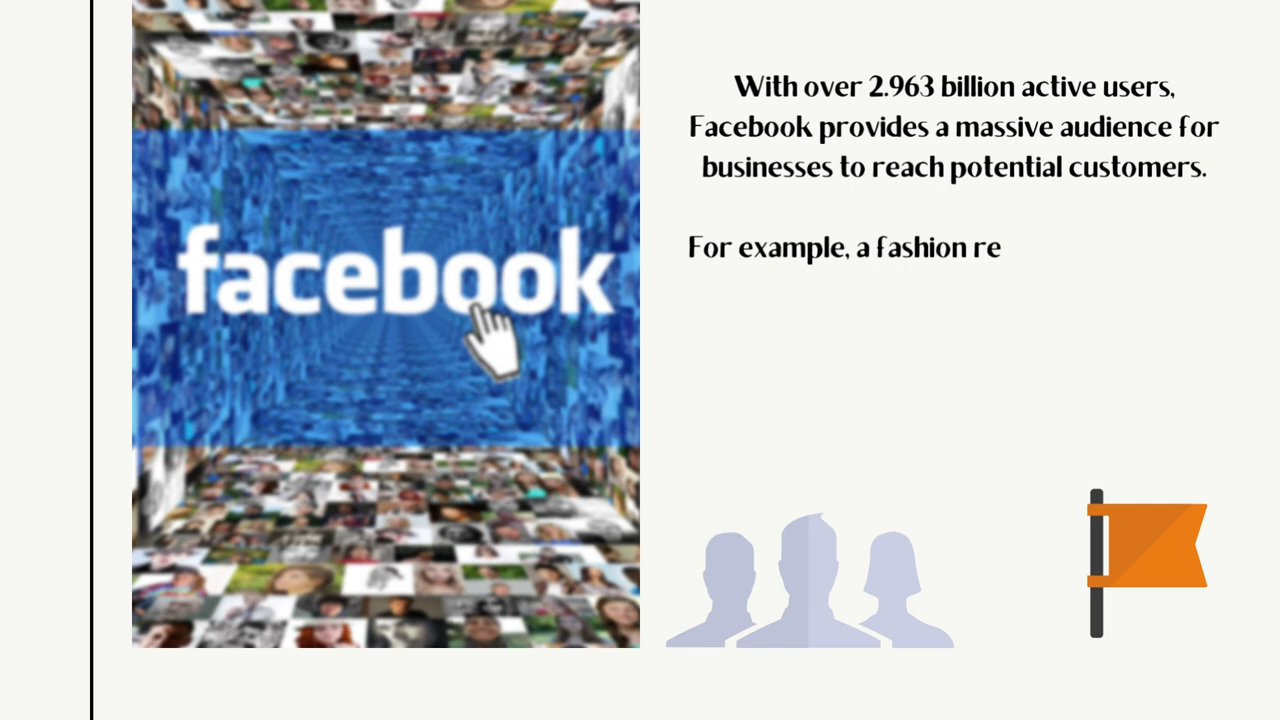 facebook
With over 2.963 billion active users,
Facebook provides a massive audience for
businesses to reach potential customers.
For example, a fashion re